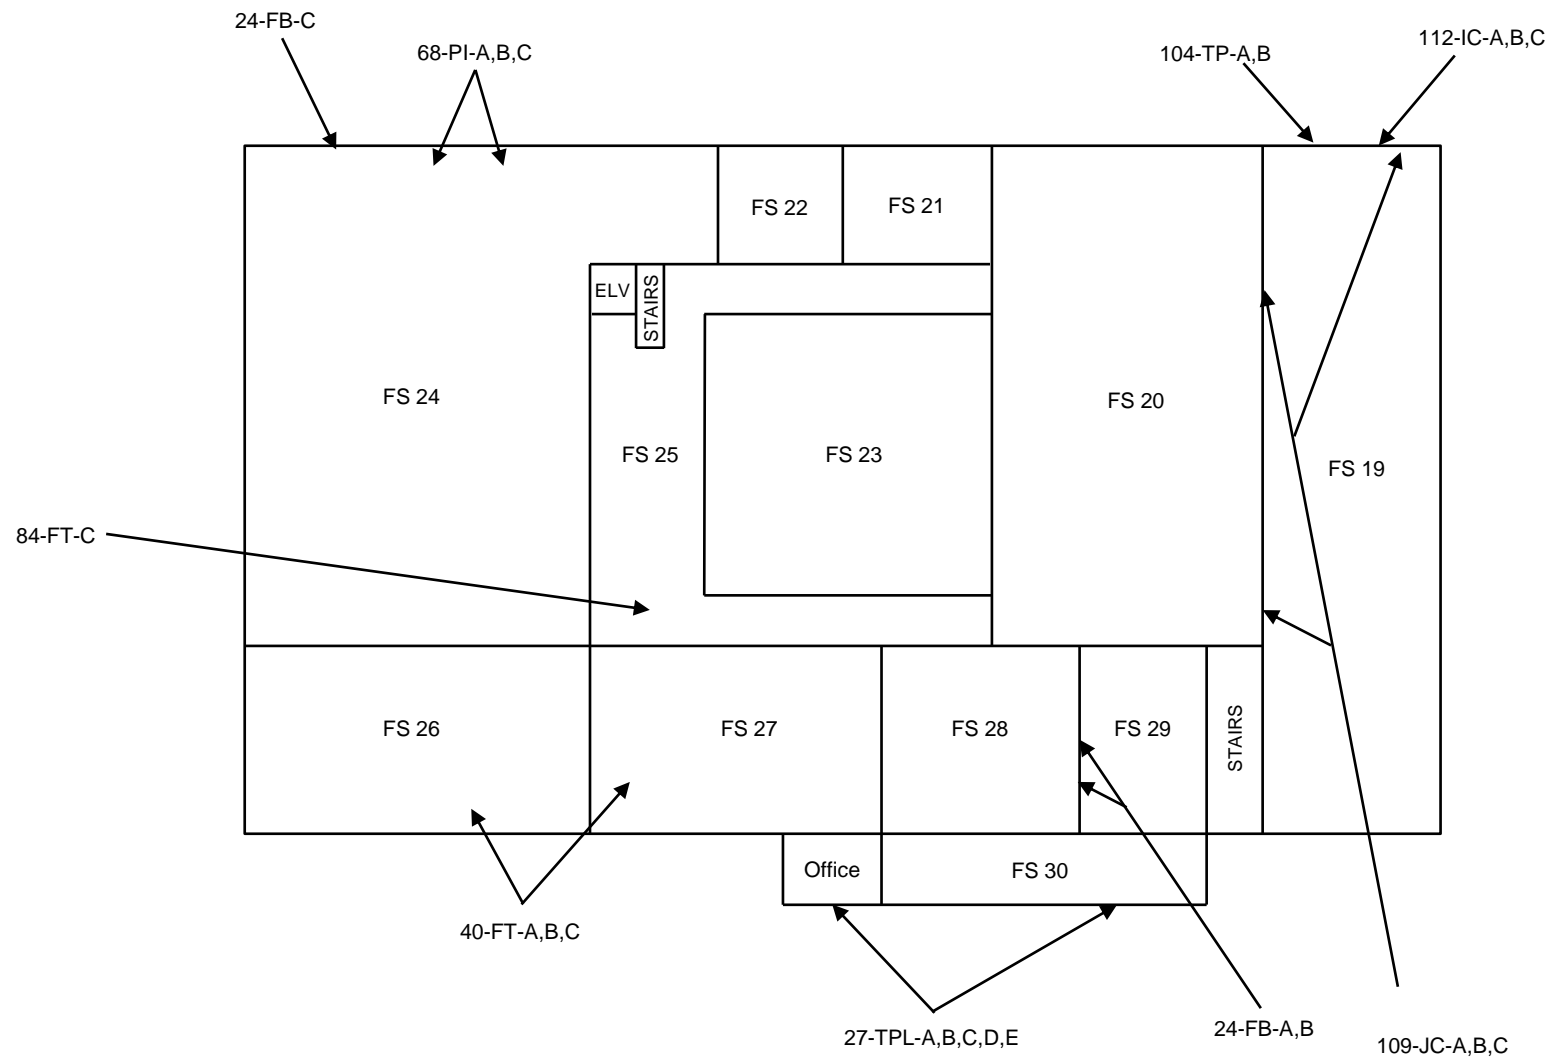 24-FB-C
68-PI-A,B,C
104-TP-A,B
112-IC-A,B,C
FS 22
FS 21
ELV
STAIRS
FS 24
FS 20
FS 25
FS 23
FS 19
84-FT-C
FS 26
FS 27
FS 28
FS 29
STAIRS
Office
FS 30
40-FT-A,B,C
27-TPL-A,B,C,D,E
24-FB-A,B
109-JC-A,B,C